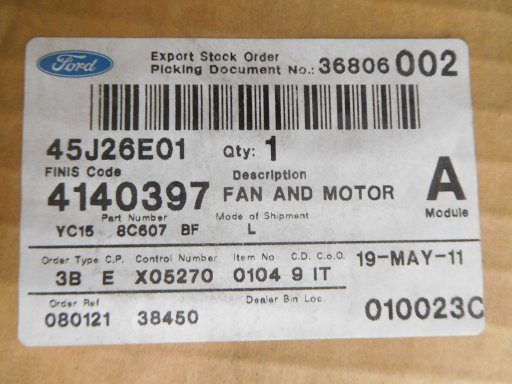 Ford
Export Stock Order
Picking Document No.: 36806 002
45J26E01 Qty: 1
FINIS Code Description
4140397 FAN AND MOTOR A
Part Number Mode of Shipment Module
YC15 8C607 BF L
Order Type C.P. Control Number Item No C.D. C.o.O.
3B E X05270 0104 9 IT 19-MAY-11
Order Ref Dealer Bin Loc.
080121 38450 010023C